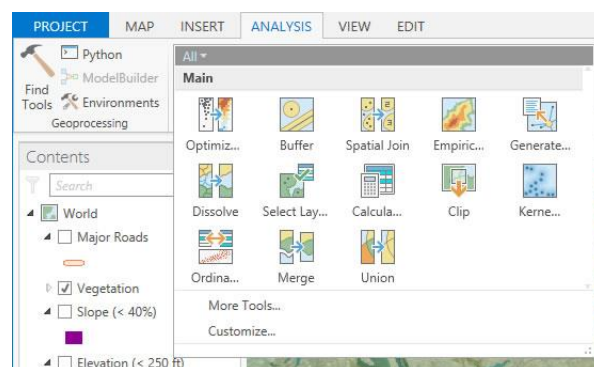 PROJECT MAP INSERT ANALYSIS VIEW EDIT
Python
ModelBuilder
Environments
Find
Tools
Geoprocessing
All
Main
Optimiz... Buffer Spatial Join Empiric... Generate...
Dissolve Select Lay... Calcula... Clip Kerne...
Ordina... Merge Union
More Tools...
Customize...
Contents
Search
World
Major Roads
Vegetation
Slope (< 40%)
Elevation (< 250 ft)